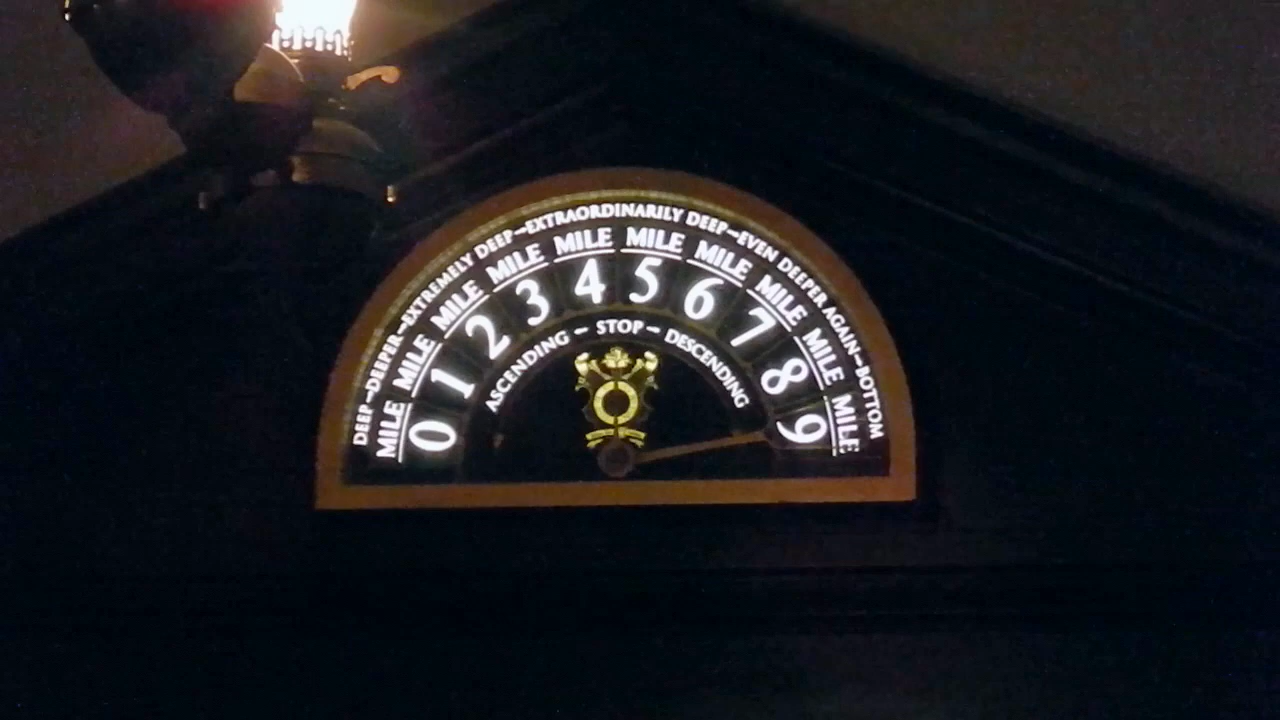 DEEP—DEEPER—EXTREMELY DEEP—EXTRAORDINARILY DEEP—EVEN DEEPER AGAIN—BOTTOM
MILE MILE MILE MILE MILE MILE MILE MILE MILE MILE
0 1 2 3 4 5 6 7 8 9
ASCENDING – STOP – DESCENDING